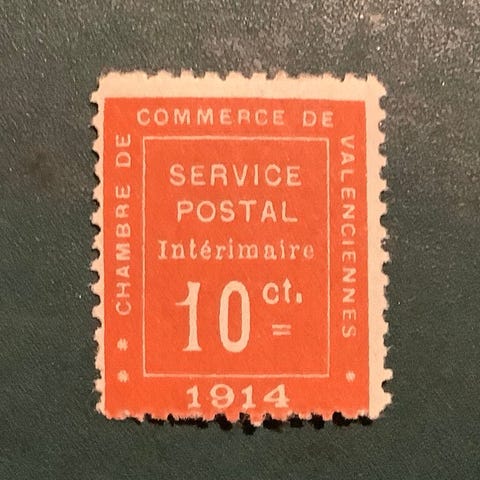 * * CHAMBRE DE COMMERCE DE VALENCIENNES * *
SERVICE
POSTAL
Intérimaire
10 ct.
=
1914